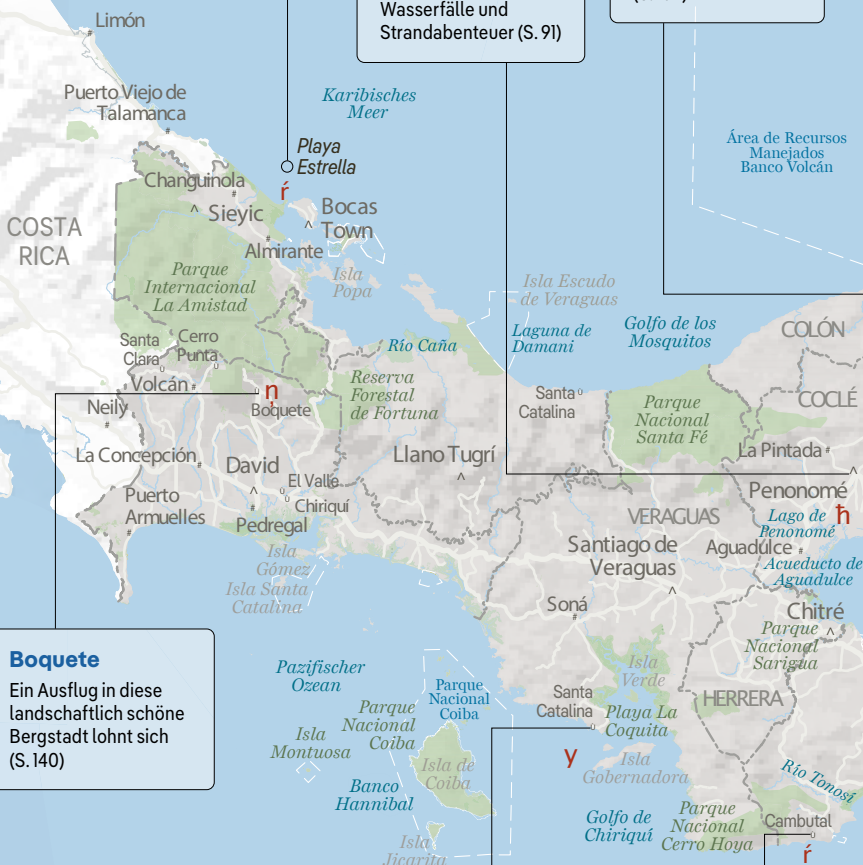 Wasserfälle und
Strandabenteuer (S. 91)
Limón
Puerto Viejo de
Talamanca
Karibisches
Meer
Playa
Estrella
ŕ
Área de Recursos
Manejados
Banco Volcán
Changuinola
Sieyic
Bocas
Town
COSTA
RICA
Almirante
Parque
Internacional
La Amistad
Isla
Popa
Isla Escudo
de Veraguas
Laguna de
Damani
Golfo de los
Mosquitos
COLÓN
Santa
Clara
Cerro
Punta
Río Caña
Volcán
Reserva
Forestal
de Fortuna
Santa
Catalina
Parque
Nacional
Santa Fé
COCLÉ
Neily
ņ
Boquete
La Concepción
David
Llano Tugrí
La Pintada
El Valle
Chiriquí
Puerto
Armuelles
Pedregal
Penonomé
ħ
VERAGUAS
Lago de
Penonomé
Santiago de
Veraguas
Aguadulce
Acueducto de
Aguadulce
Isla
Gómez
Isla Santa
Catalina
Soná
Chitré
Parque
Nacional
Sarigua
Boquete
Ein Ausflug in diese
landschaftlich schöne
Bergstadt lohnt sich
(S. 140)
Pazifischer
Ozean
Parque
Nacional
Coiba
Isla
Verde
Santa
Catalina
Playa La
Coquita
HERRERA
Isla
Montuosa
Parque
Nacional
Coiba
Isla de
Coiba
y
Isla
Gobernadora
Banco
Hannibal
Río Tonosí
Golfo de
Chiriquí
Parque
Nacional
Cerro Hoya
Cambutal
ŕ
Isla
Jicarita